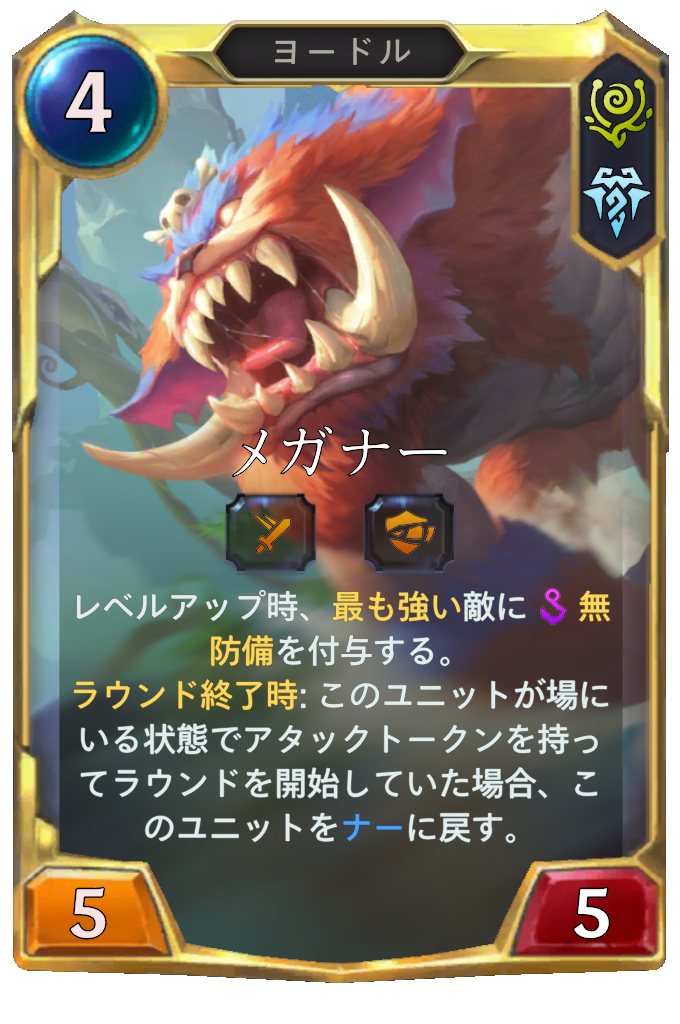 ヨードル
4
メガナー
レベルアップ時、最も強い敵に 無
防備を付与する。
ラウンド終了時: このユニットが場に
いる状態でアタックトークンを持っ
てラウンドを開始していた場合、こ
のユニットをナーに戻す。
5
5